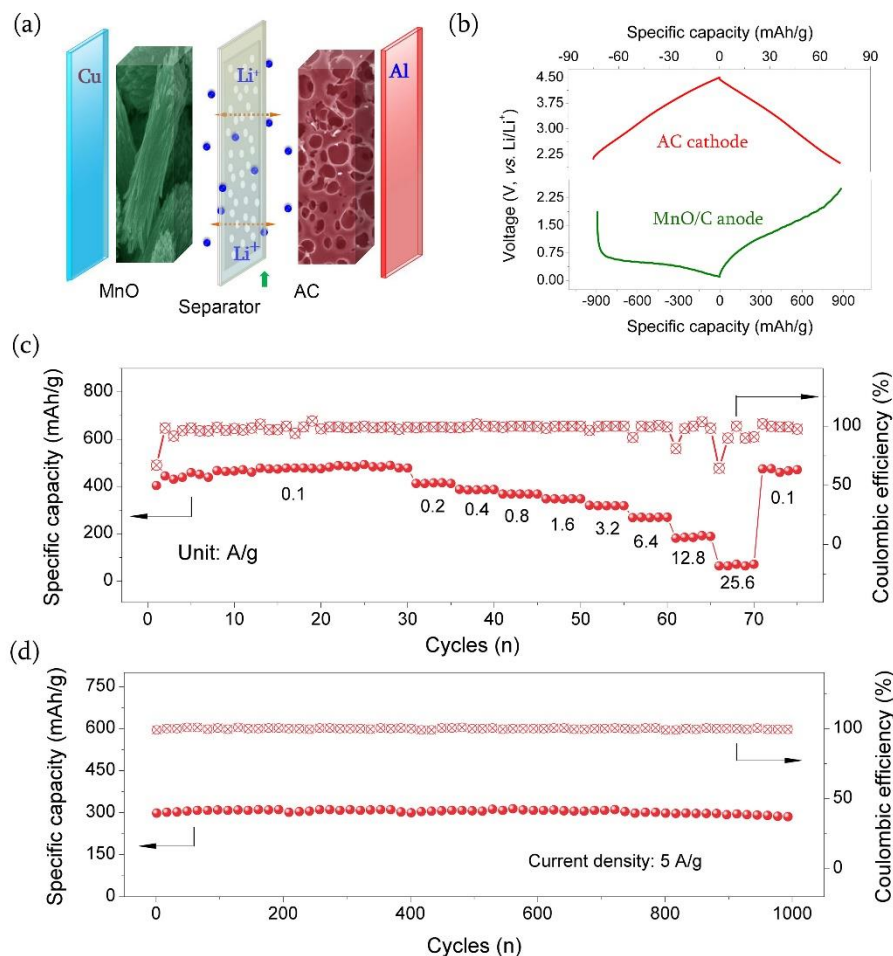 (a)
Cu
Li⁺
Al
Li⁺
MnO
Separator
AC
(b)
Specific capacity (mAh/g)
-90 -60 -30 0 30 60 90
Voltage (V, vs. Li/Li⁺)
4.50
3.00
2.25
1.50
0.75
0.00
AC cathode
MnO/C anode
-900 -600 -300 0 300 600 900
Specific capacity (mAh/g)
(c)
Specific capacity (mAh/g)
800
600
400
200
0
0.1
0.2
0.4
0.8
1.6
3.2
6.4
12.8
25.6
0.1
Unit: A/g
100
50
0
Coulombic efficiency (%)
0 10 20 30 40 50 60 70 80
Cycles (n)
(d)
Specific capacity (mAh/g)
750
600
450
300
150
0
Current density: 5 A/g
100
50
0
Coulombic efficiency (%)
0 200 400 600 800 1000
Cycles (n)